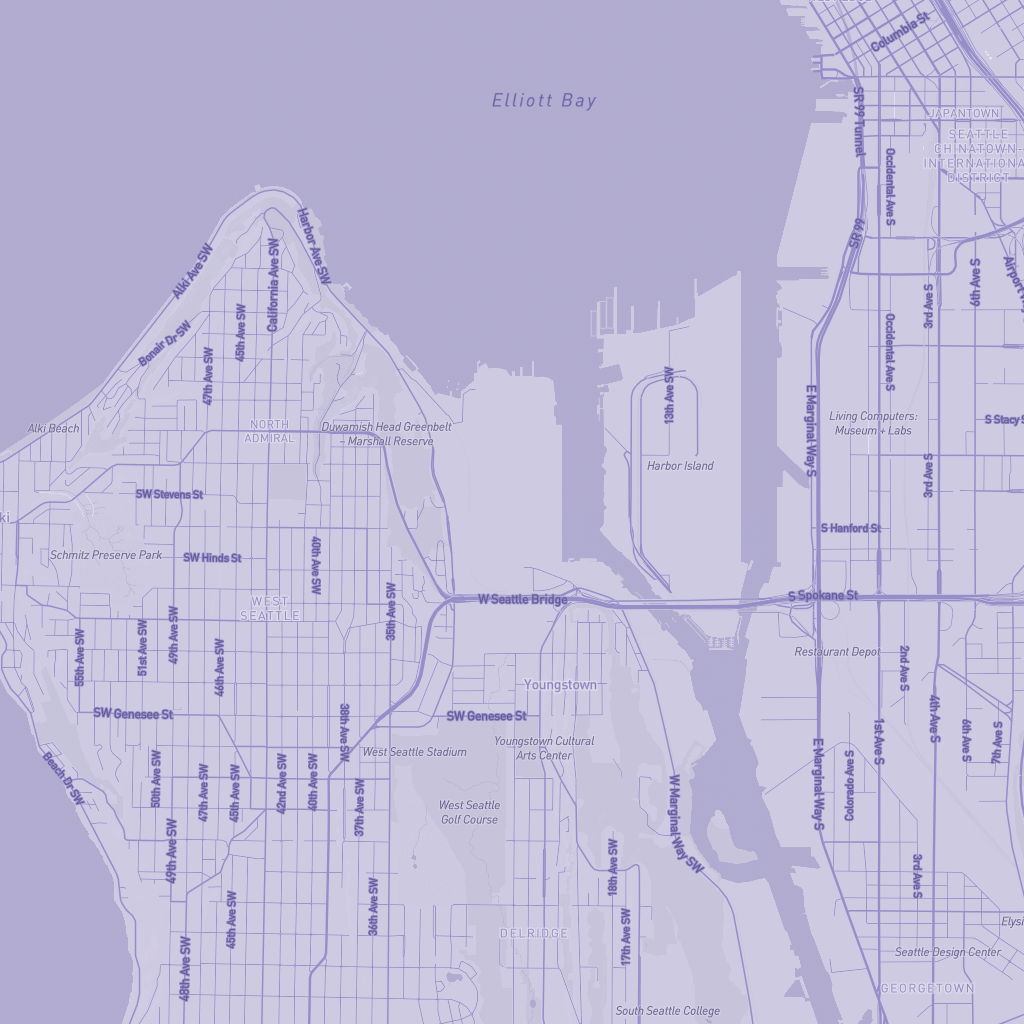 Columbia St
Elliott Bay
SR 99 Tunnel
JAPANTOWN
SEATTLE
CHINATOWN-
INTERNATIONAL
DISTRICT
Occidental Ave S
Harbor Ave SW
SR 99
Alki Ave SW
California Ave SW
6th Ave S
3rd Ave S
45th Ave SW
Bonair Dr SW
Occidental Ave S
47th Ave SW
13th Ave SW
E Marginal Way S
Living Computers:
Museum + Labs
S Stacy S
Alki Beach
NORTH
ADMIRAL
Duwamish Head Greenbelt
– Marshall Reserve
Harbor Island
3rd Ave S
SW Stevens St
ki
S Hanford St
Schmitz Preserve Park
SW Hinds St
40th Ave SW
35th Ave SW
W Seattle Bridge
S Spokane St
WEST
SEATTLE
49th Ave SW
51st Ave SW
55th Ave SW
46th Ave SW
Restaurant Depot
2nd Ave S
Youngstown
SW Genesee St
SW Genesee St
38th Ave SW
4th Ave S
1st Ave S
6th Ave S
7th Ave S
Youngstown Cultural
Arts Center
West Seattle Stadium
Beach Dr SW
50th Ave SW
47th Ave SW
45th Ave SW
42nd Ave SW
40th Ave SW
37th Ave SW
E Marginal Way S
Colorado Ave S
West Seattle
Golf Course
W Marginal Way SW
49th Ave SW
18th Ave SW
3rd Ave S
36th Ave SW
45th Ave SW
17th Ave SW
DELRIDGE
Elysi
Seattle Design Center
48th Ave SW
GEORGETOWN
South Seattle College